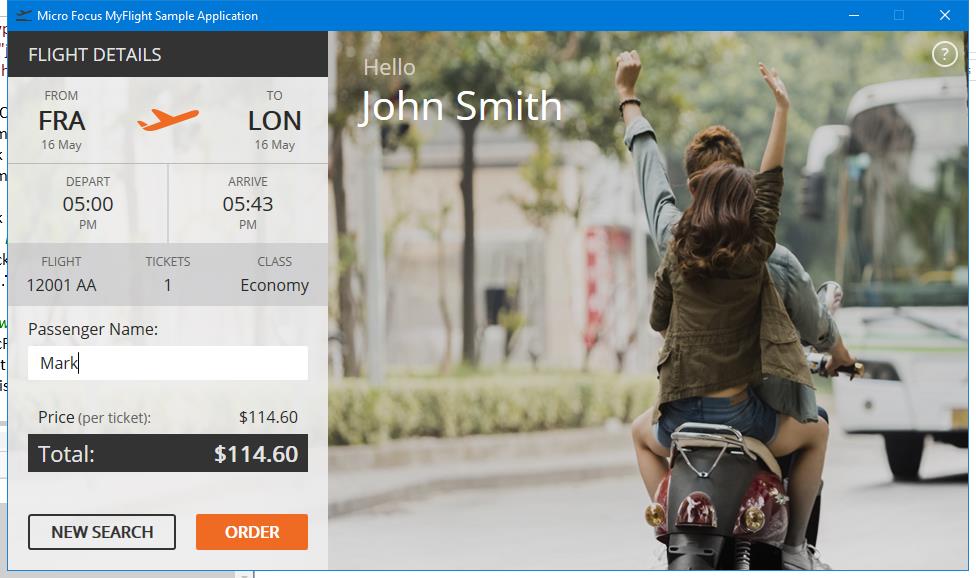 Micro Focus MyFlight Sample Application
FLIGHT DETAILS
?
FROM TO
FRA LON
16 May 16 May
DEPART ARRIVE
05:00 05:43
PM PM
FLIGHT TICKETS CLASS
12001 AA 1 Economy
Passenger Name:
Mark
Price (per ticket): $114.60
Total: $114.60
NEW SEARCH ORDER
Hello
John Smith